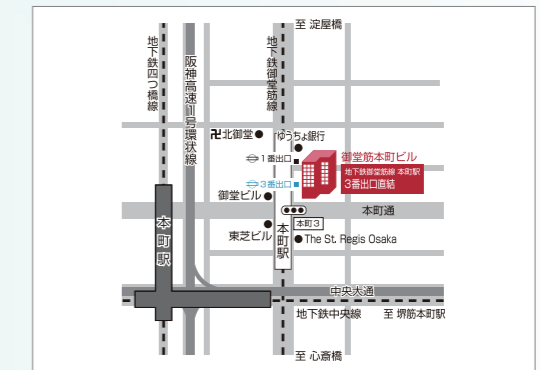 至 淀屋橋
地下鉄四つ橋線
阪神高速1号環状線
地下鉄御堂筋線
卍北御堂
ゆうちょ銀行
1番出口
御堂筋本町ビル
地下鉄御堂筋線 本町駅
3番出口直結
3番出口
御堂ビル
本町通
本町駅
東芝ビル
本町駅
本町3
The St. Regis Osaka
中央大通
地下鉄中央線
至 堺筋本町駅
至 心斎橋